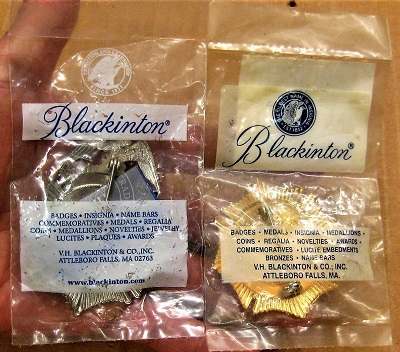 Blackinton®
BADGES • INSIGNIA • NAME BARS
COMMEMORATIVES • MEDALS • REGALIA
COINS • MEDALLIONS • NOVELTIES • JEWELRY
LUCITES • PLAQUES • AWARDS
V.H. BLACKINTON & CO., INC.
ATTLEBORO FALLS, MA 02763
www.blackinton.com
Blackinton®
BADGES • MEDALS • INSIGNIA • MEDALLIONS •
COINS • REGALIA • NOVELTIES • AWARDS •
COMMEMORATIVES • LUCITE EMBEDMENTS
BRONZES • NAME BARS
V.H. BLACKINTON & CO., INC.
ATTLEBORO FALLS, MA.